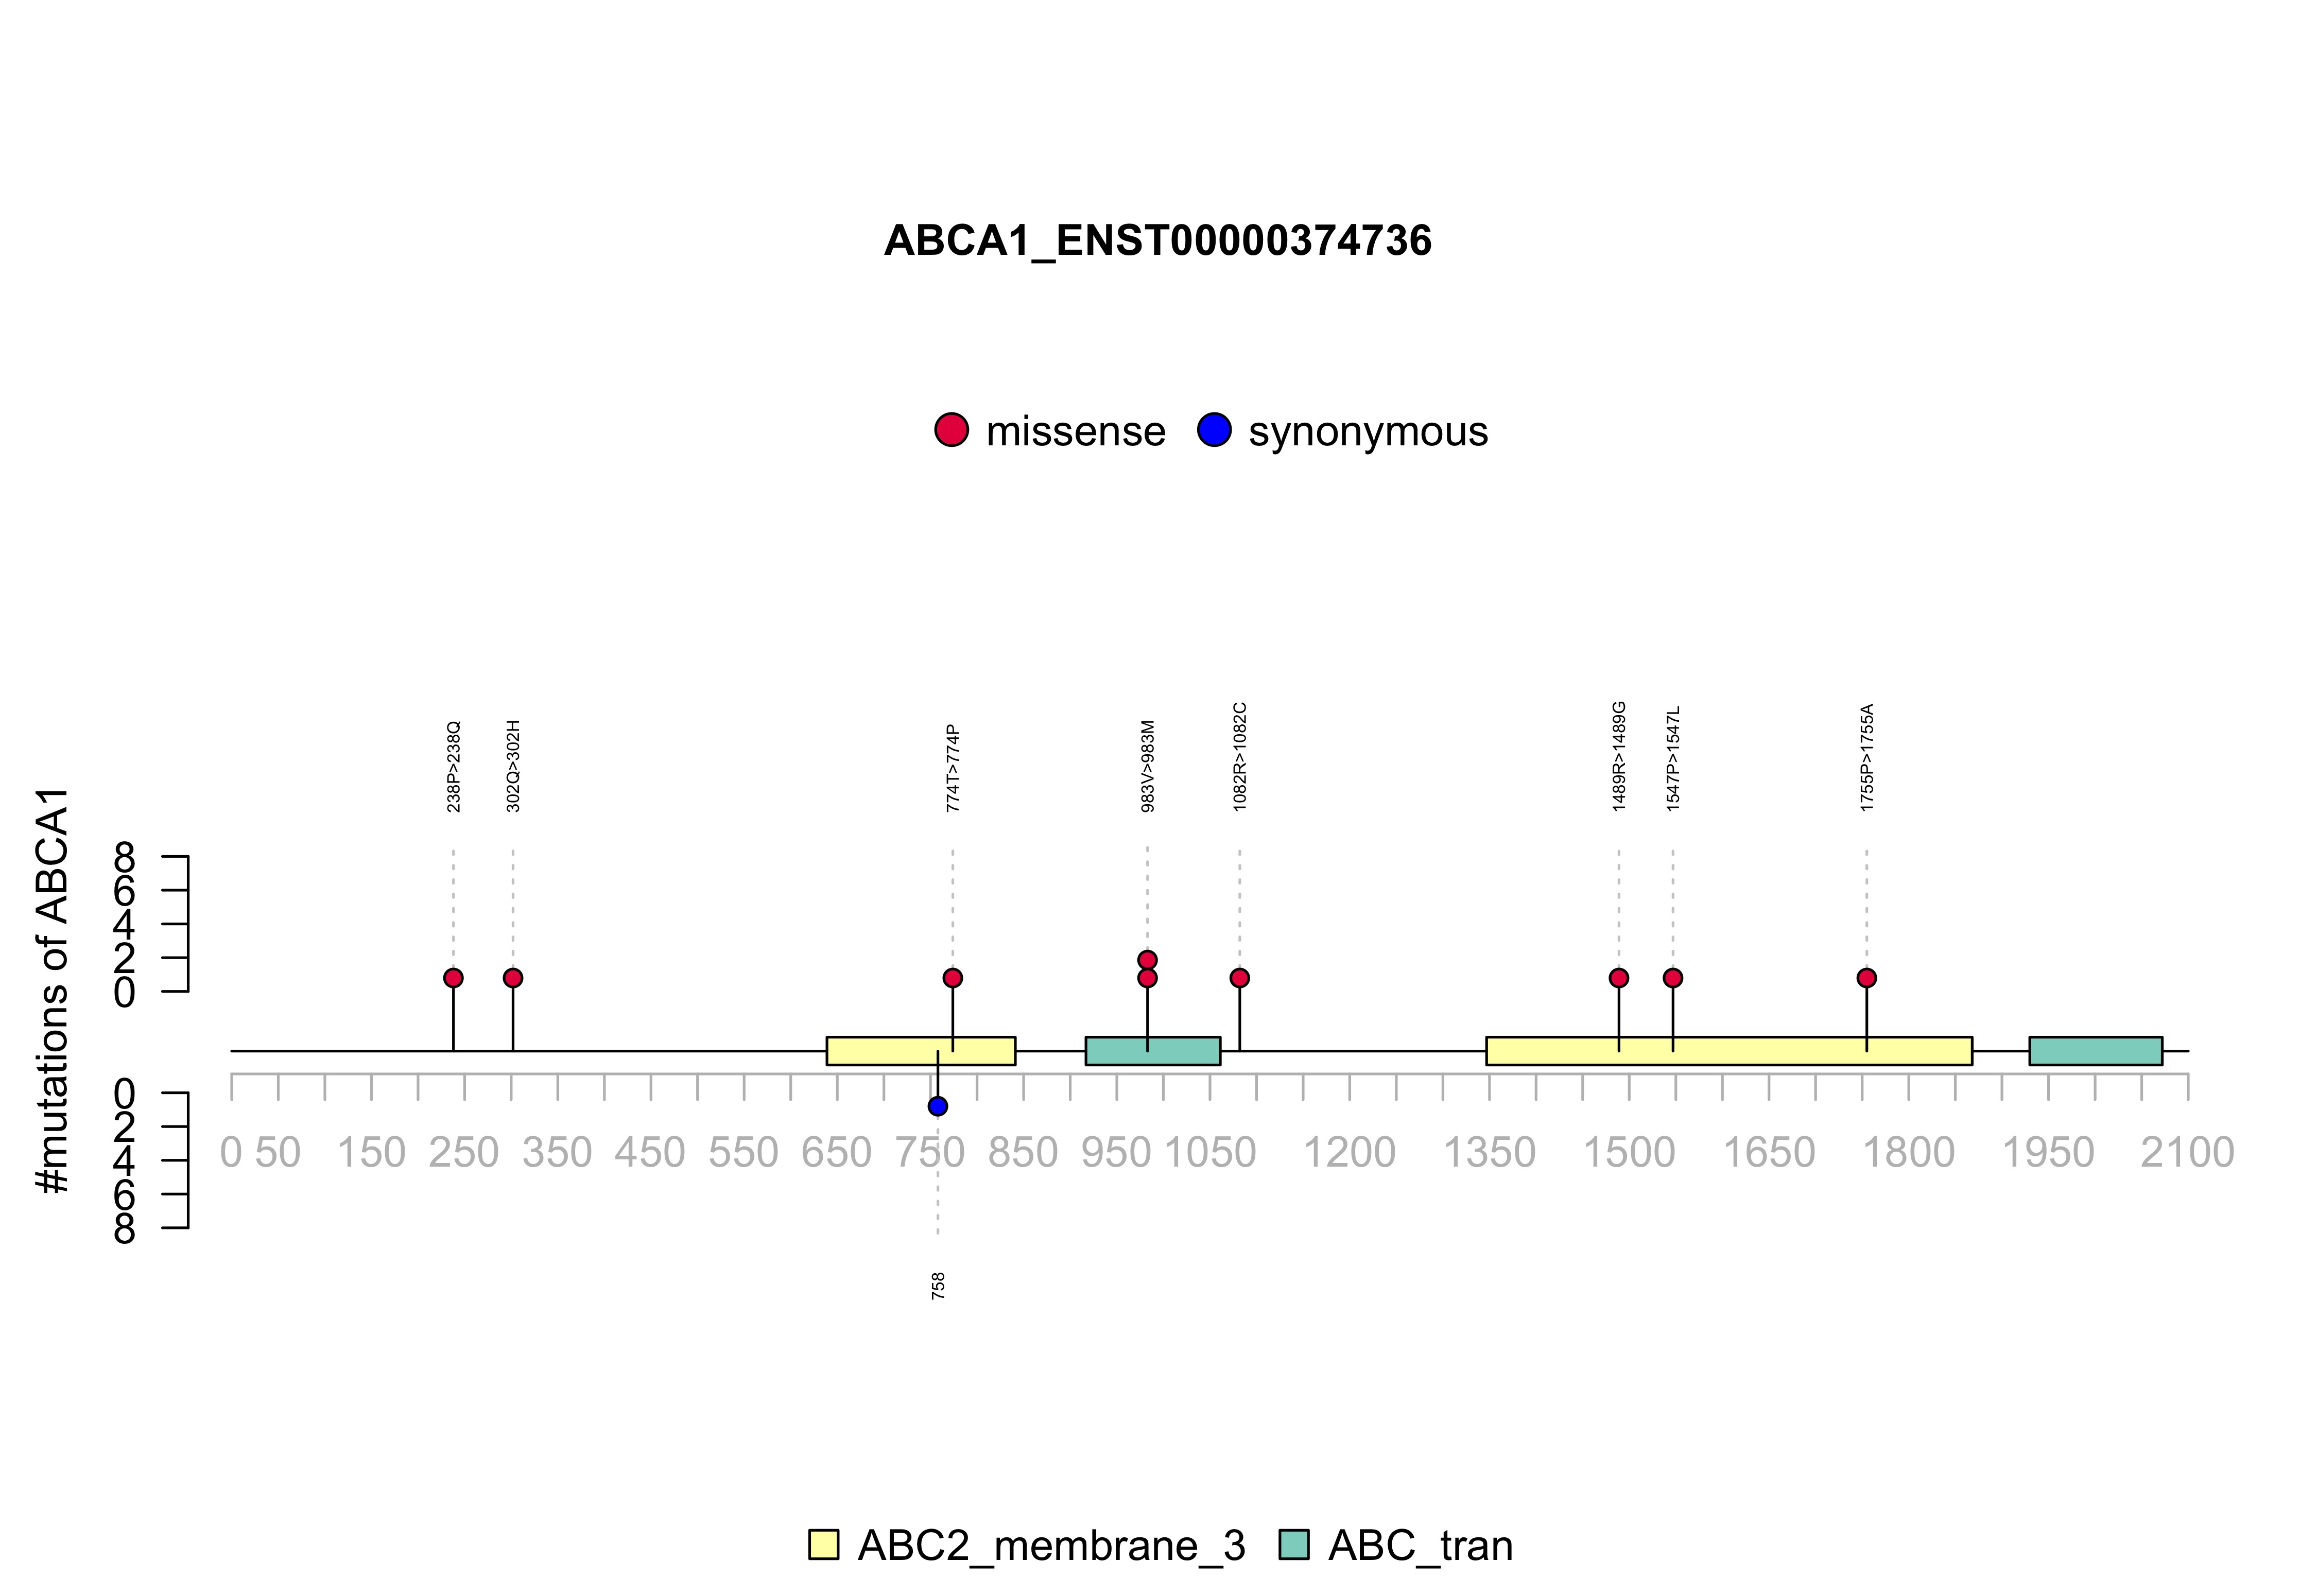 ABCA1_ENST00000374736
missense synonymous
238P>238Q
302Q>302H
774T>774P
983V>983M
1082R>1082C
1489R>1489G
1547P>1547L
1755P>1755A
#mutations of ABCA1
8
6
4
2
0
0
2
4
6
8
0 50 150 250 350 450 550 650 750 850 950 1050 1200 1350 1500 1650 1800 1950 2100
758
ABC2_membrane_3 ABC_tran